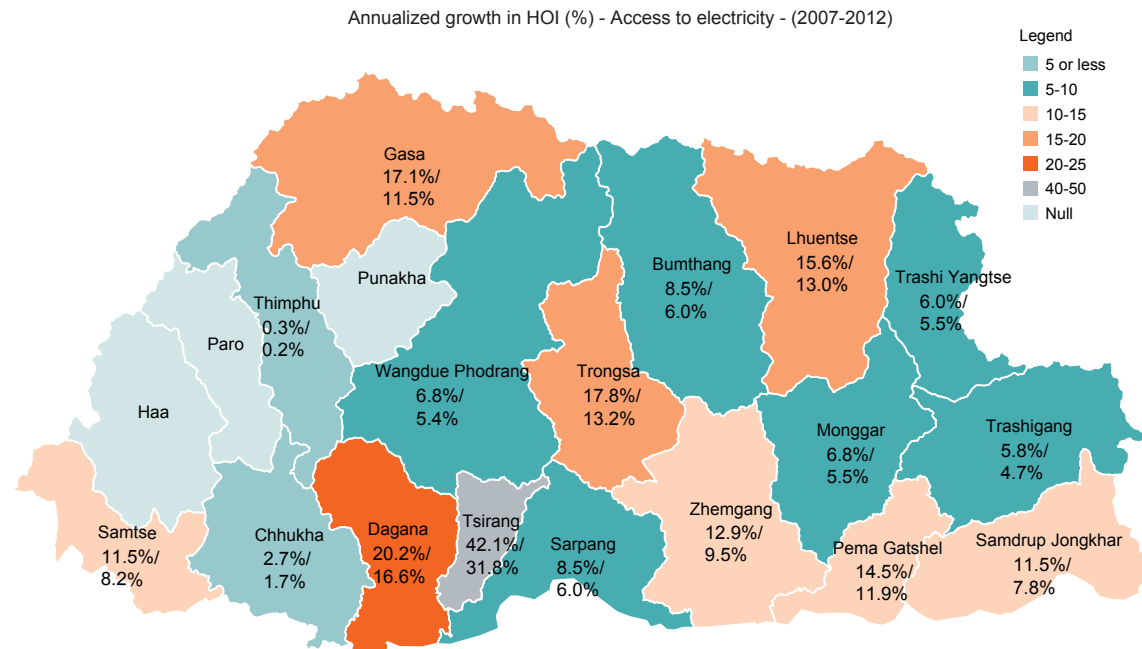 Annualized growth in HOI (%) - Access to electricity - (2007-2012)
Legend
5 or less
5-10
10-15
15-20
20-25
40-50
Null
Gasa
17.1%/
11.5%
Punakha
Thimphu
0.3%/
0.2%
Paro
Haa
Wangdue Phodrang
6.8%/
5.4%
Bumthang
8.5%/
6.0%
Lhuentse
15.6%/
13.0%
Trashi Yangtse
6.0%/
5.5%
Trongsa
17.8%/
13.2%
Monggar
6.8%/
5.5%
Trashigang
5.8%/
4.7%
Samtse
11.5%/
8.2%
Chhukha
2.7%/
1.7%
Dagana
20.2%/
16.6%
Tsirang
42.1%/
31.8%
Sarpang
8.5%/
6.0%
Zhemgang
12.9%/
9.5%
Pema Gatshel
14.5%/
11.9%
Samdrup Jongkhar
11.5%/
7.8%